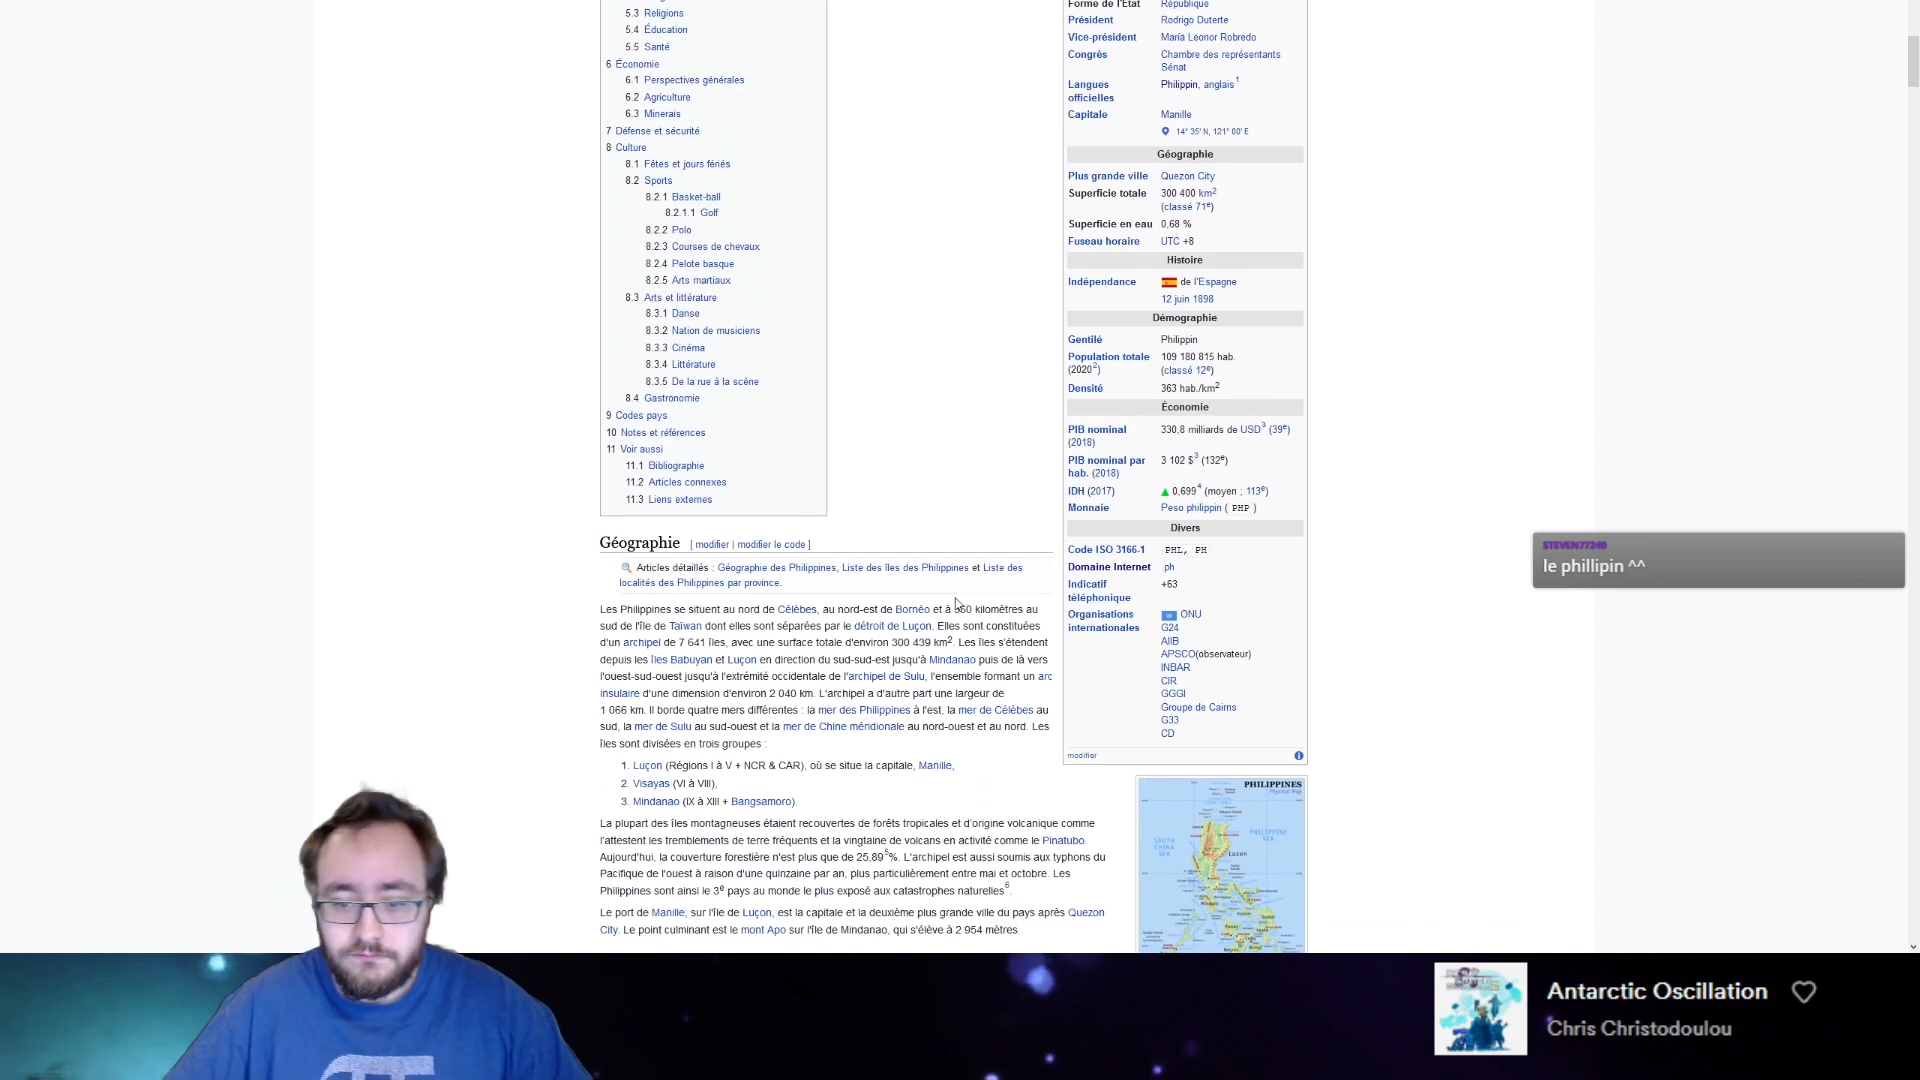 5.3 Religions
5.4 Éducation
5.5 Santé
6 Économie
6.1 Perspectives générales
6.2 Agriculture
6.3 Minerais
7 Défense et sécurité
8 Culture
8.1 Fêtes et jours fériés
8.2 Sports
8.2.1 Basket-ball
8.2.1.1 Golf
8.2.2 Polo
8.2.3 Courses de chevaux
8.2.4 Pelote basque
8.2.5 Arts martiaux
8.3 Arts et littérature
8.3.1 Danse
8.3.2 Nation de musiciens
8.3.3 Cinéma
8.3.4 Littérature
8.3.5 De la rue à la scène
8.4 Gastronomie
9 Codes pays
10 Notes et références
11 Voir aussi
11.1 Bibliographie
11.2 Articles connexes
11.3 Liens externes
Géographie [ modifier | modifier le code ]
Articles détaillés : Géographie des Philippines, Liste des îles des Philippines et Liste des
localités des Philippines par province.
Les Philippines se situent au nord de Célèbes, au nord-est de Bornéo et à 60 kilomètres au
sud de l'île de Taïwan dont elles sont séparées par le détroit de Luçon. Elles sont constituées
d'un archipel de 7 641 îles, avec une surface totale d'environ 300 439 km². Les îles s'étendent
depuis les îles Babuyan et Luçon en direction du sud-sud-est jusqu'à Mindanao puis de là vers
l'ouest-sud-ouest jusqu'à l'extrémité occidentale de l'archipel de Sulu, l'ensemble formant un arc
insulaire d'une dimension d'environ 2 040 km. L'archipel a d'autre part une largeur de
1 066 km. Il borde quatre mers différentes : la mer des Philippines à l'est, la mer de Célèbes au
sud, la mer de Sulu au sud-ouest et la mer de Chine méridionale au nord-ouest et au nord. Les
îles sont divisées en trois groupes :
1. Luçon (Régions I à V + NCR & CAR), où se situe la capitale, Manille,
2. Visayas (VI à VIII),
3. Mindanao (IX à XIII + Bangsamoro).
La plupart des îles montagneuses étaient recouvertes de forêts tropicales et d'origine volcanique comme
l'attestent les tremblements de terre fréquents et la vingtaine de volcans en activité comme le Pinatubo.
Aujourd'hui, la couverture forestière n'est plus que de 25,89⁵%. L'archipel est aussi soumis aux typhons du
Pacifique de l'ouest à raison d'une quinzaine par an, plus particulièrement entre mai et octobre. Les
Philippines sont ainsi le 3e pays au monde le plus exposé aux catastrophes naturelles⁶.
Le port de Manille, sur l'île de Luçon, est la capitale et la deuxième plus grande ville du pays après Quezon
City. Le point culminant est le mont Apo sur l'île de Mindanao, qui s'élève à 2 954 mètres.
Forme de l'État République
Président Rodrigo Duterte
Vice-président María Leonor Robredo
Congrès Chambre des représentants
Sénat
Langues officielles Philippin, anglais¹
Capitale Manille
14° 35' N, 121° 00' E
Géographie
Plus grande ville Quezon City
Superficie totale 300 400 km²
(classé 71e)
Superficie en eau 0,68 %
Fuseau horaire UTC +8
Histoire
Indépendance de l'Espagne
12 juin 1898
Démographie
Gentilé Philippin
Population totale (2020²) 109 180 815 hab.
(classé 12e)
Densité 363 hab./km²
Économie
PIB nominal (2018) 330,8 milliards de USD³ (39e)
PIB nominal par hab. (2018) 3 102 $³ (132e)
IDH (2017) 0,699⁴ (moyen ; 113e)
Monnaie Peso philippin ( PHP )
Divers
Code ISO 3166-1 PHL, PH
Domaine Internet .ph
Indicatif téléphonique +63
Organisations internationales ONU
G24
AIIB
APSCO(observateur)
INBAR
CIR
GGGI
Groupe de Cairns
G33
CD
modifier
PHILIPPINES
Physical Map
SOUTH CHINA SEA
PHILIPPINE SEA
Luzon
STEVEN77240
le phillipin ^^
Antarctic Oscillation
Chris Christodoulou